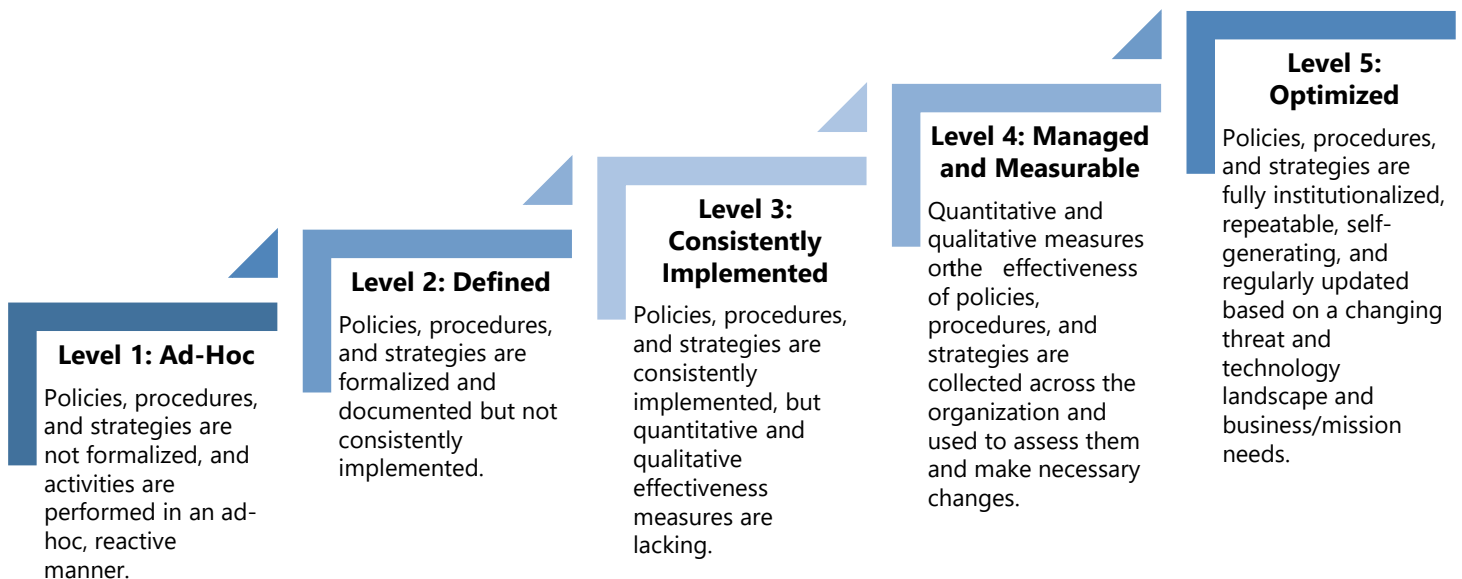 Level 1: Ad-Hoc
Policies, procedures,
and strategies are
not formalized, and
activities are
performed in an ad-
hoc, reactive
manner.
Level 2: Defined
Policies, procedures,
and strategies are
formalized and
documented but not
consistently
implemented.
Level 3:
Consistently
Implemented
Policies, procedures,
and strategies are
consistently
implemented, but
quantitative and
qualitative
effectiveness
measures are
lacking.
Level 4: Managed
and Measurable
Quantitative and
qualitative measures
orthe effectiveness
of policies,
procedures, and
strategies are
collected across the
organization and
used to assess them
and make necessary
changes.
Level 5:
Optimized
Policies, procedures,
and strategies are
fully institutionalized,
repeatable, self-
generating, and
regularly updated
based on a changing
threat and
technology
landscape and
business/mission
needs.